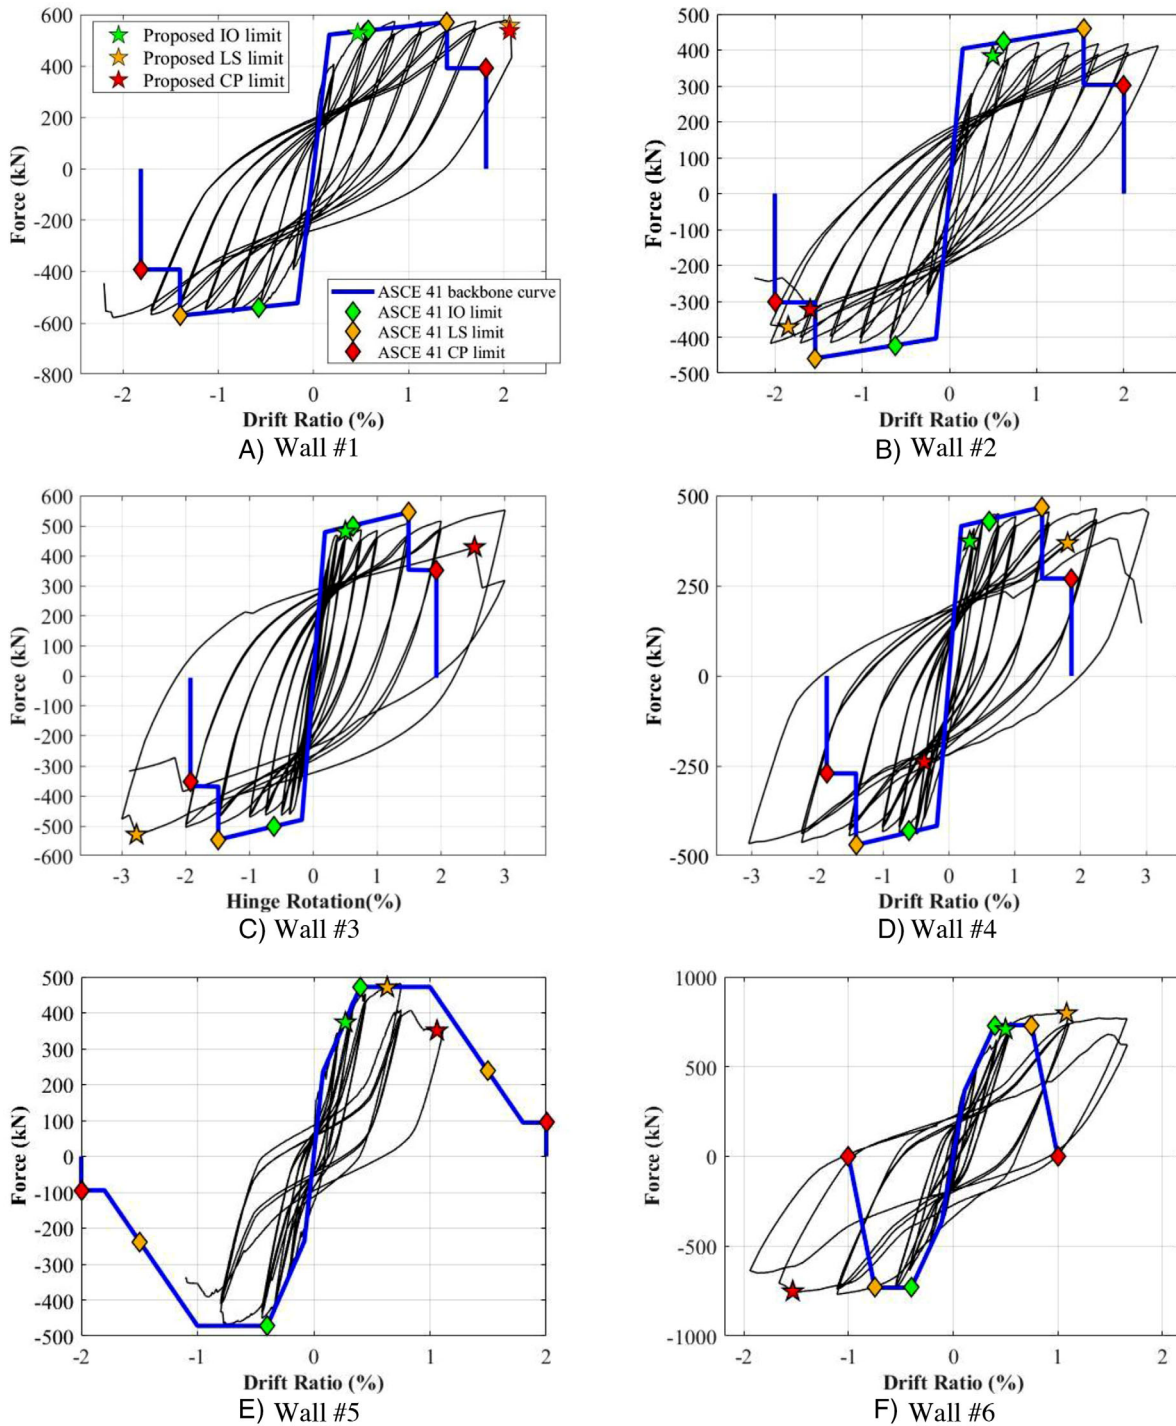 800
600
400
200
0
-200
-400
-600
-800
Force (kN)
-2 -1 0 1 2
Drift Ratio (%)
Proposed IO limit
Proposed LS limit
Proposed CP limit
ASCE 41 backbone curve
ASCE 41 IO limit
ASCE 41 LS limit
ASCE 41 CP limit
A) Wall #1
500
400
300
200
100
0
-100
-200
-300
-400
-500
Force (kN)
-2 -1 0 1 2
Drift Ratio (%)
B) Wall #2
600
500
400
300
200
100
0
-100
-200
-300
-400
-500
-600
Force (kN)
-3 -2 -1 0 1 2 3
Hinge Rotation(%)
C) Wall #3
500
250
0
-250
-500
Force (kN)
-3 -2 -1 0 1 2 3
Drift Ratio (%)
D) Wall #4
500
400
300
200
100
0
-100
-200
-300
-400
-500
Force (kN)
-2 -1 0 1 2
Drift Ratio (%)
E) Wall #5
1000
500
0
-500
-1000
Force (kN)
-2 -1 0 1 2
Drift Ratio (%)
F) Wall #6